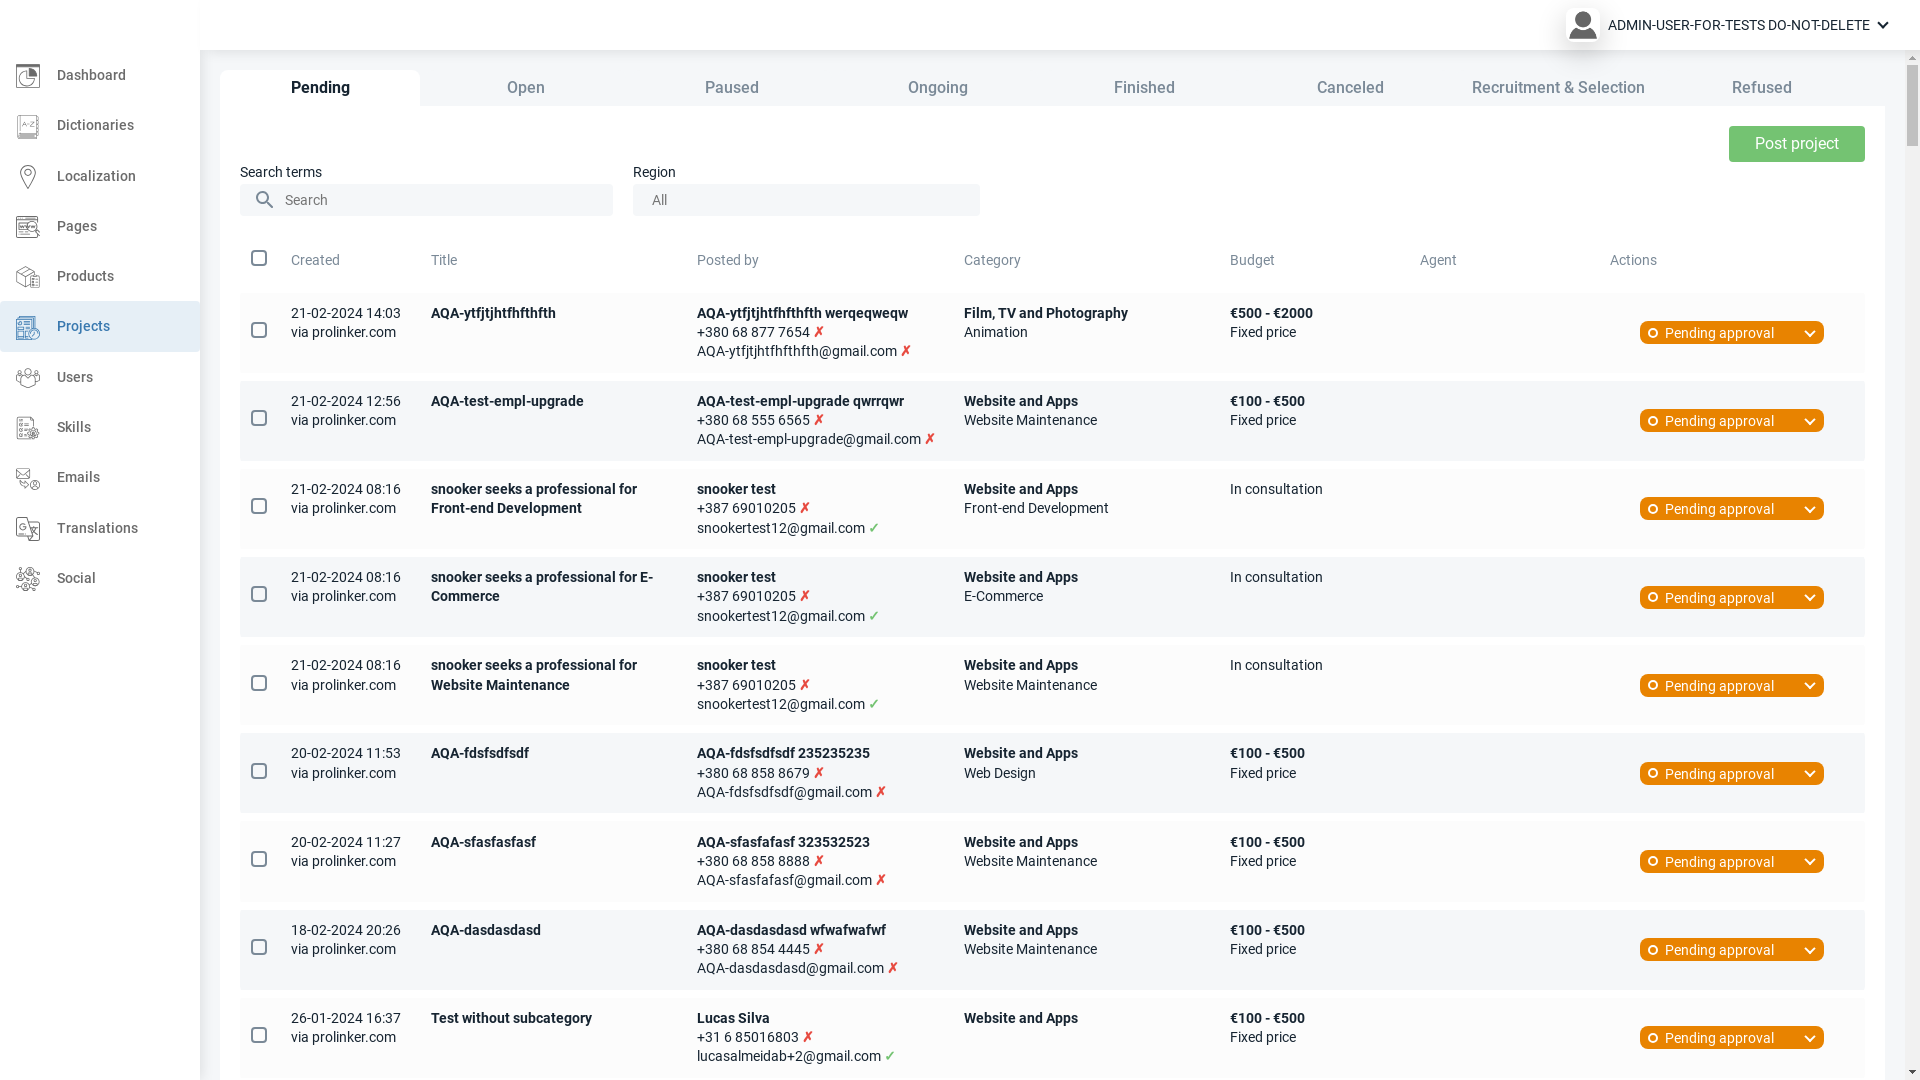 ADMIN-USER-FOR-TESTS DO-NOT-DELETE
Dashboard
Dictionaries
Localization
Pages
Products
Projects
Users
Skills
Emails
Translations
Social
Pending
Open
Paused
Ongoing
Finished
Canceled
Recruitment & Selection
Refused
Post project
Search terms
Region
Search
All
Created
Title
Posted by
Category
Budget
Agent
Actions
21-02-2024 14:03
via prolinker.com
AQA-ytfjtjhtfhfthfth
AQA-ytfjtjhtfhfthfth werqeqweqw
+380 68 877 7654 ✗
AQA-ytfjtjhtfhfthfth@gmail.com ✗
Film, TV and Photography
Animation
€500 - €2000
Fixed price
Pending approval
21-02-2024 12:56
via prolinker.com
AQA-test-empl-upgrade
AQA-test-empl-upgrade qwrrqwr
+380 68 555 6565 ✗
AQA-test-empl-upgrade@gmail.com ✗
Website and Apps
Website Maintenance
€100 - €500
Fixed price
Pending approval
21-02-2024 08:16
via prolinker.com
snooker seeks a professional for
Front-end Development
snooker test
+387 69010205 ✗
snookertest12@gmail.com ✓
Website and Apps
Front-end Development
In consultation
Pending approval
21-02-2024 08:16
via prolinker.com
snooker seeks a professional for E-
Commerce
snooker test
+387 69010205 ✗
snookertest12@gmail.com ✓
Website and Apps
E-Commerce
In consultation
Pending approval
21-02-2024 08:16
via prolinker.com
snooker seeks a professional for
Website Maintenance
snooker test
+387 69010205 ✗
snookertest12@gmail.com ✓
Website and Apps
Website Maintenance
In consultation
Pending approval
20-02-2024 11:53
via prolinker.com
AQA-fdsfsdfsdf
AQA-fdsfsdfsdf 235235235
+380 68 858 8679 ✗
AQA-fdsfsdfsdf@gmail.com ✗
Website and Apps
Web Design
€100 - €500
Fixed price
Pending approval
20-02-2024 11:27
via prolinker.com
AQA-sfasfasfasf
AQA-sfasfafasf 323532523
+380 68 858 8888 ✗
AQA-sfasfafasf@gmail.com ✗
Website and Apps
Website Maintenance
€100 - €500
Fixed price
Pending approval
18-02-2024 20:26
via prolinker.com
AQA-dasdasdasd
AQA-dasdasdasd wfwafwafwf
+380 68 854 4445 ✗
AQA-dasdasdasd@gmail.com ✗
Website and Apps
Website Maintenance
€100 - €500
Fixed price
Pending approval
26-01-2024 16:37
via prolinker.com
Test without subcategory
Lucas Silva
+31 6 85016803 ✗
lucasalmeidab+2@gmail.com ✓
Website and Apps
€100 - €500
Fixed price
Pending approval